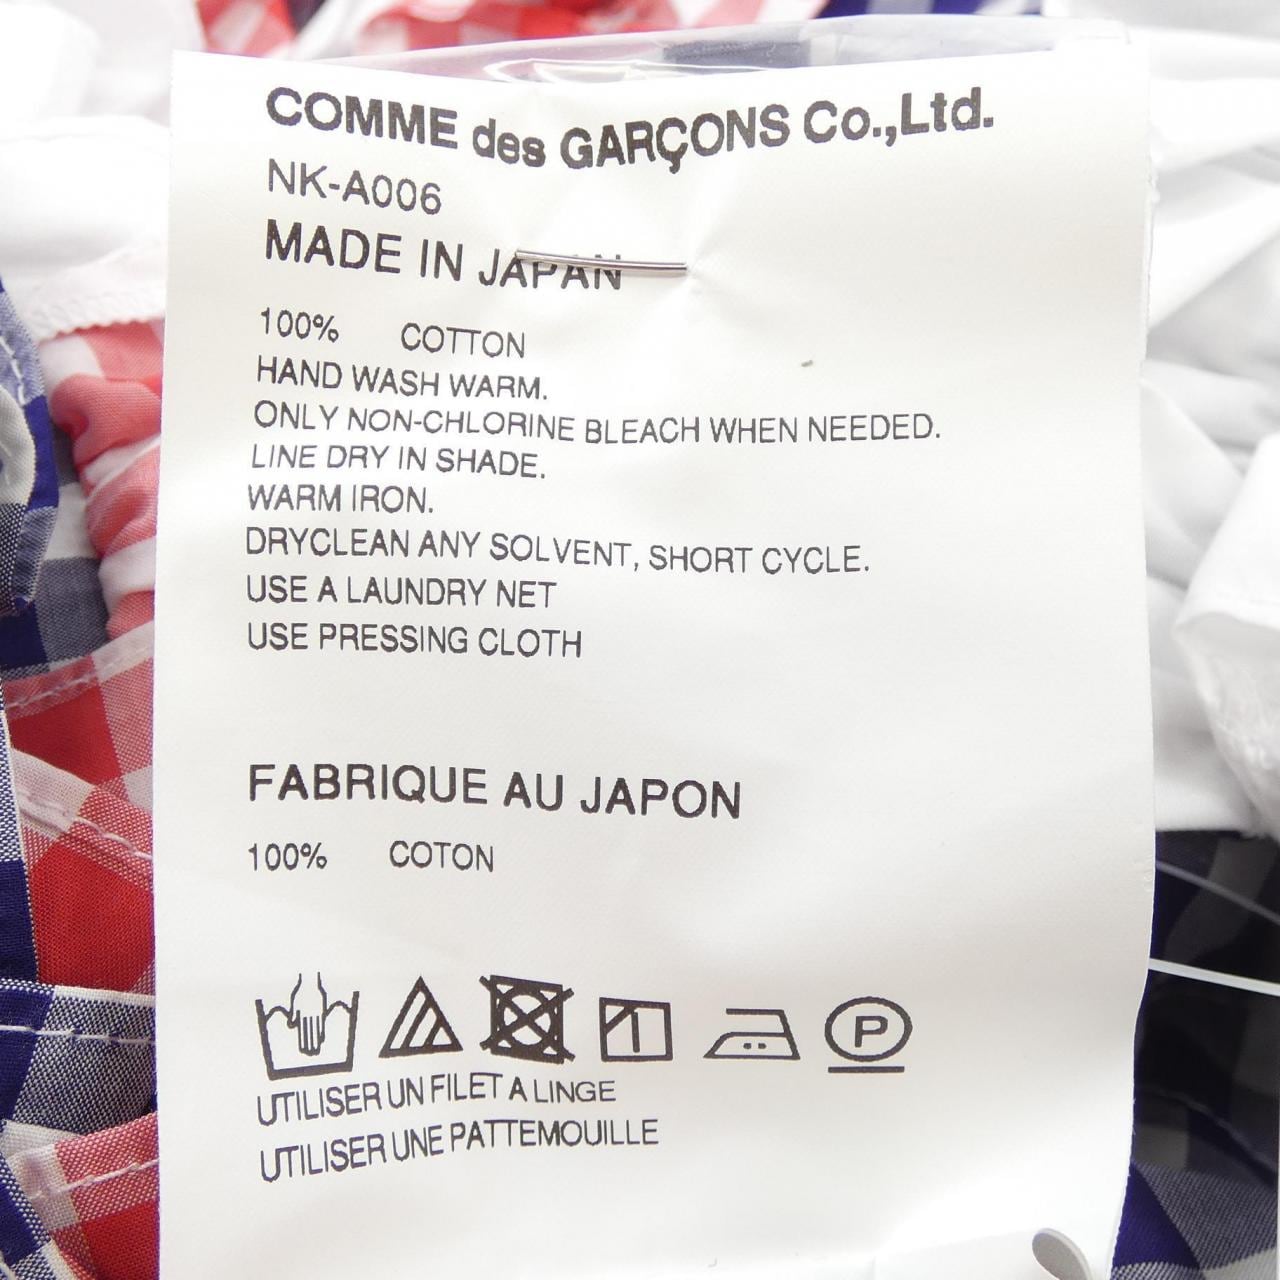 COMME des GARÇONS Co.,Ltd.
NK-A006
MADE IN JAPAN
100% COTTON
HAND WASH WARM.
ONLY NON-CHLORINE BLEACH WHEN NEEDED.
LINE DRY IN SHADE.
WARM IRON.
DRYCLEAN ANY SOLVENT, SHORT CYCLE.
USE A LAUNDRY NET
USE PRESSING CLOTH
FABRIQUE AU JAPON
100% COTON
P
UTILISER UN FILET A LINGE
UTILISER UNE PATTEMOUILLE